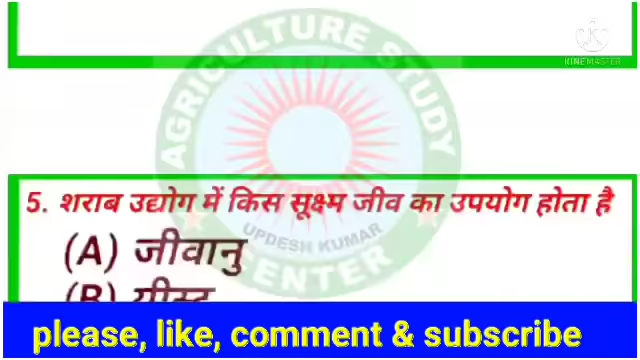 KINEMASTER
AGRICULTURE STUDY
5. शराब उद्योग में किस सूक्ष्म जीव का उपयोग होता है
UPDESH KUMAR
(A) जीवानु
CENTER
(B) यीस्ट
please, like, comment & subscribe